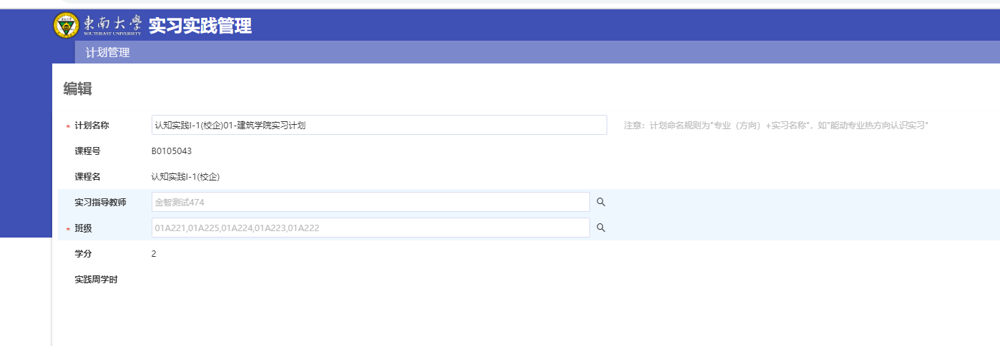 東南大學 实习实践管理
SOUTHEAST UNIVERSITY
计划管理
编辑
* 计划名称 认知实践I-1(校企)01-建筑学院实习计划 注意：计划命名规则为"专业（方向）+实习名称"，如"能动专业热方向认识实习"
课程号 B0105043
课程名 认知实践I-1(校企)
实习指导教师 金智测试474
* 班级 01A221,01A225,01A224,01A223,01A222
学分 2
实践周学时